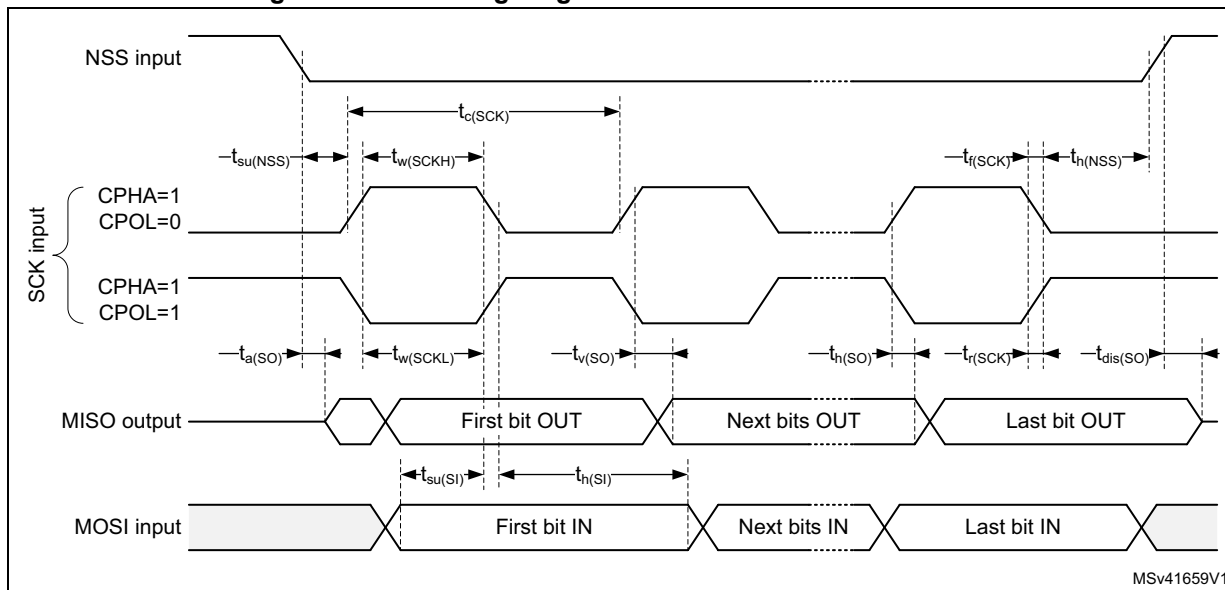 NSS input
tc(SCK)
tsu(NSS)
tw(SCKH)
tf(SCK)
th(NSS)
CPHA=1
CPOL=0
SCK input
CPHA=1
CPOL=1
ta(SO)
tw(SCKL)
tv(SO)
th(SO)
tr(SCK)
tdis(SO)
MISO output
First bit OUT
Next bits OUT
Last bit OUT
tsu(SI)
th(SI)
MOSI input
First bit IN
Next bits IN
Last bit IN
MSv41659V1